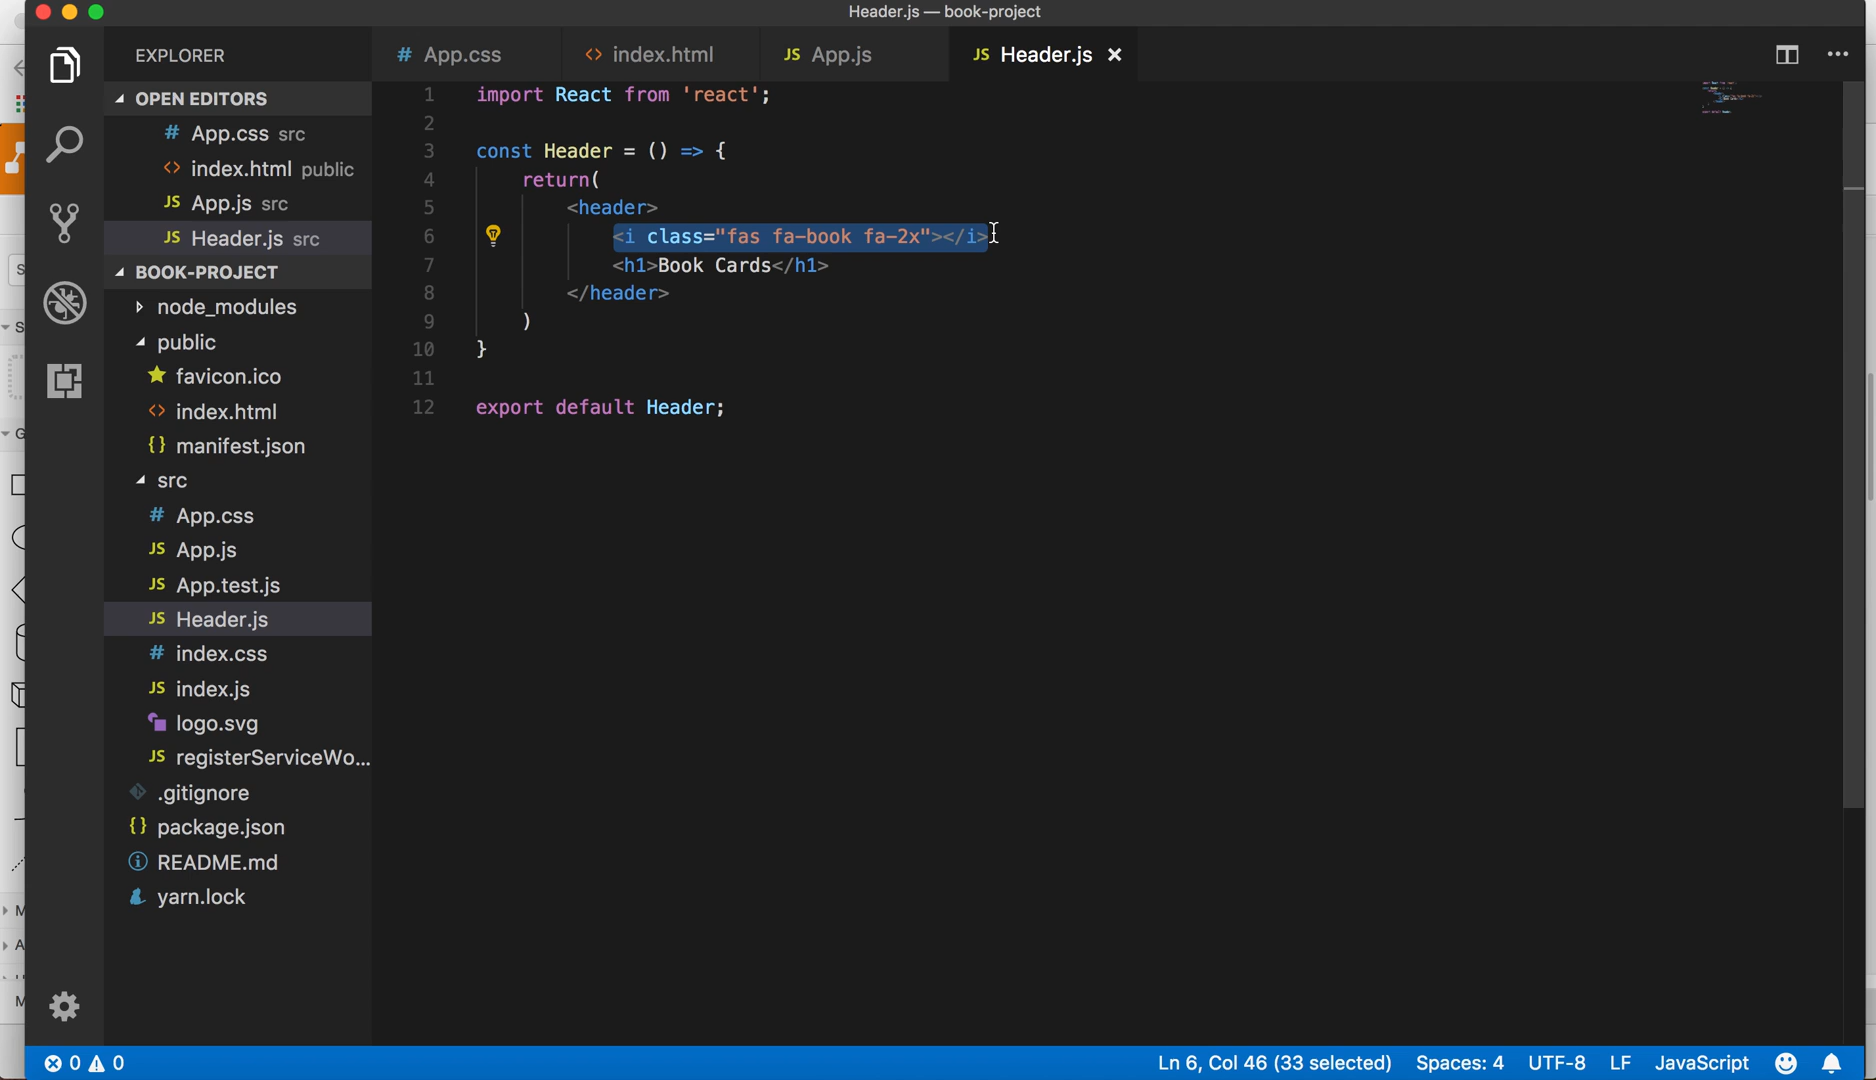 Header.js — book-project
EXPLORER
# App.css
<> index.html
JS App.js
JS Header.js ×
OPEN EDITORS
# App.css src
<> index.html public
JS App.js src
JS Header.js src
BOOK-PROJECT
node_modules
public
favicon.ico
<> index.html
{} manifest.json
src
# App.css
JS App.js
JS App.test.js
JS Header.js
# index.css
JS index.js
logo.svg
JS registerServiceWo...
.gitignore
{} package.json
README.md
yarn.lock
1 import React from 'react';
2
3 const Header = () => {
4 return(
5 <header>
6 <i class="fas fa-book fa-2x"></i>
7 <h1>Book Cards</h1>
8 </header>
9 )
10 }
11
12 export default Header;
0 0
Ln 6, Col 46 (33 selected)
Spaces: 4
UTF-8
LF
JavaScript